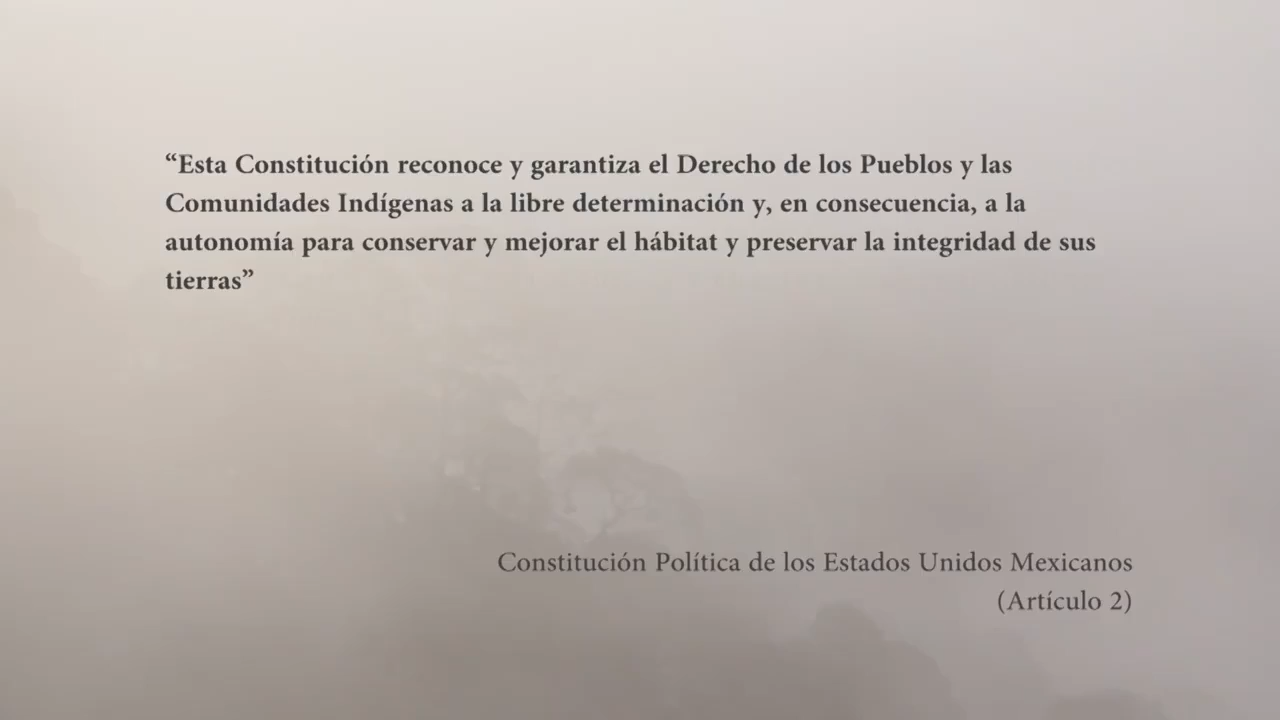 “Esta Constitución reconoce y garantiza el Derecho de los Pueblos y las
Comunidades Indígenas a la libre determinación y, en consecuencia, a la
autonomía para conservar y mejorar el hábitat y preservar la integridad de sus
tierras”
Constitución Política de los Estados Unidos Mexicanos
(Artículo 2)